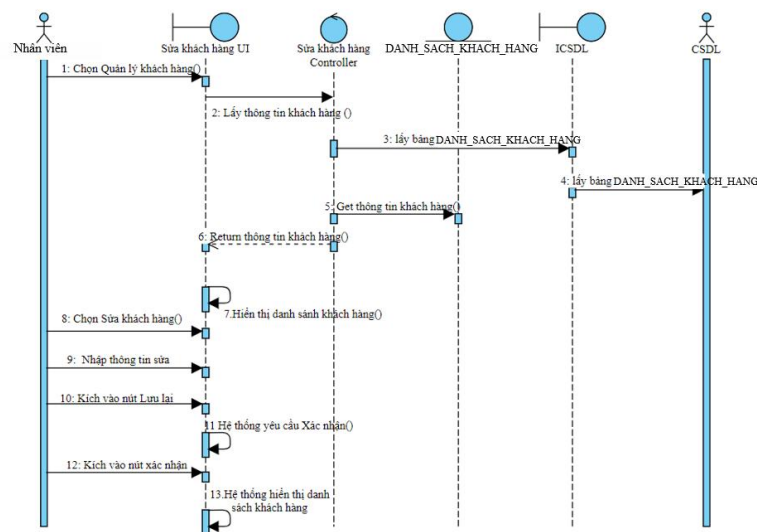 Nhân viên
Sửa khách hàng UI
Sửa khách hàng
Controller
DANH_SACH_KHACH_HANG
ICSDL
CSDL
1: Chọn Quản lý khách hàng()
2: Lấy thông tin khách hàng ()
3: lấy bảng DANH_SACH_KHACH_HANG
4: lấy bảng DANH_SACH_KHACH_HANG
5: Get thông tin khách hàng()
6: Return thông tin khách hàng()
7.Hiển thị danh sánh khách hàng()
8: Chọn Sửa khách hàng()
9: Nhập thông tin sửa
10: Kích vào nút Lưu lại
11 Hệ thống yêu cầu Xác nhận()
12: Kích vào nút xác nhận
13.Hệ thống hiển thị danh
sách khách hàng